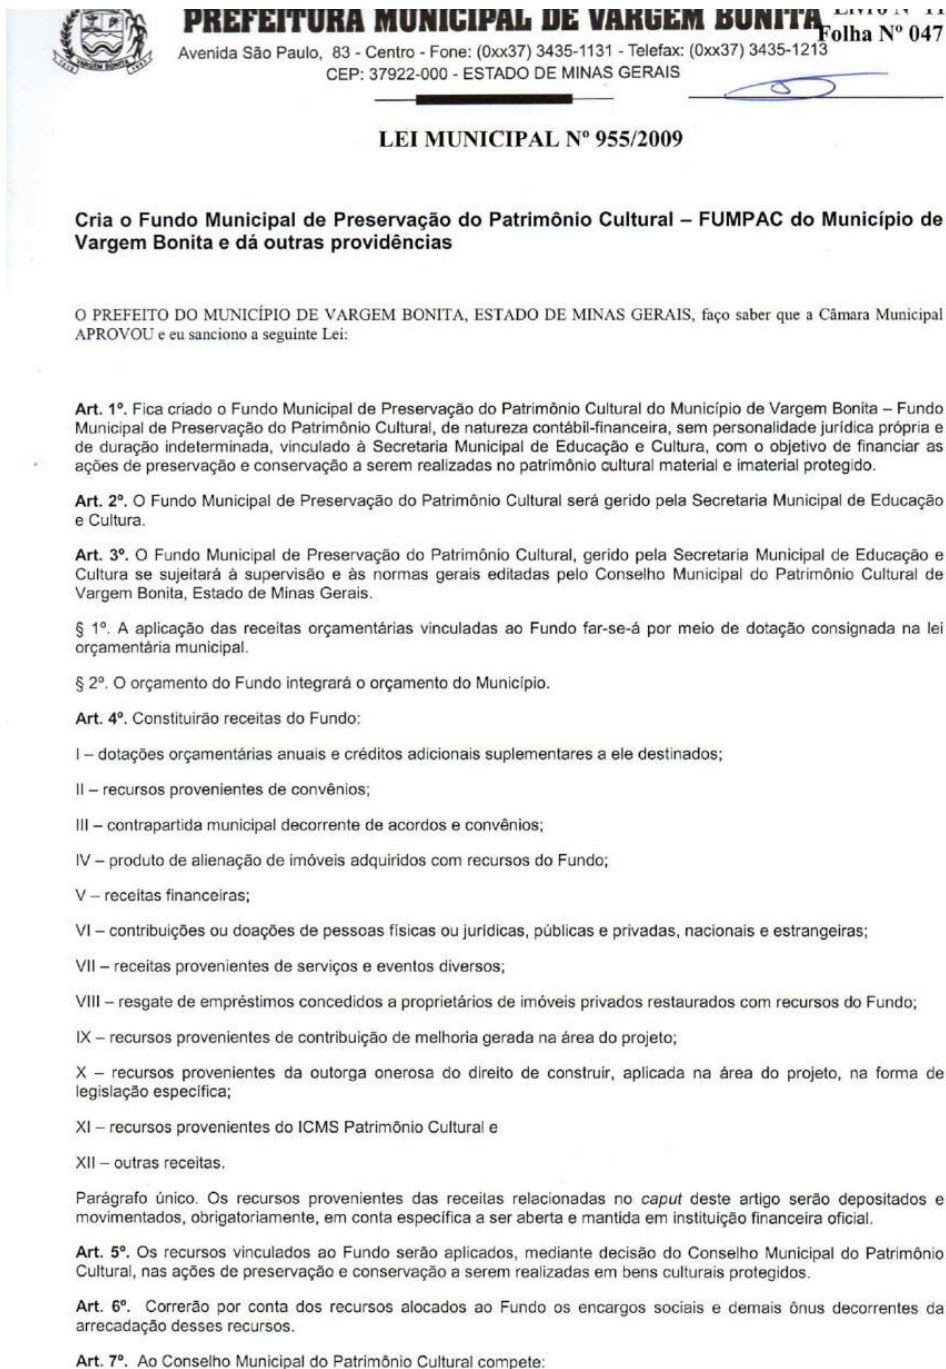 PREFEITURA MUNICIPAL DE VARGEM BONITA
Folha Nº 047
Avenida São Paulo, 83 - Centro - Fone: (0xx37) 3435-1131 - Telefax: (0xx37) 3435-1213
CEP: 37922-000 - ESTADO DE MINAS GERAIS
LEI MUNICIPAL Nº 955/2009
Cria o Fundo Municipal de Preservação do Patrimônio Cultural – FUMPAC do Município de
Vargem Bonita e dá outras providências
O PREFEITO DO MUNICÍPIO DE VARGEM BONITA, ESTADO DE MINAS GERAIS, faço saber que a Câmara Municipal
APROVOU e eu sanciono a seguinte Lei:
Art. 1º. Fica criado o Fundo Municipal de Preservação do Patrimônio Cultural do Município de Vargem Bonita – Fundo
Municipal de Preservação do Patrimônio Cultural, de natureza contábil-financeira, sem personalidade jurídica própria e
de duração indeterminada, vinculado à Secretaria Municipal de Educação e Cultura, com o objetivo de financiar as
ações de preservação e conservação a serem realizadas no patrimônio cultural material e imaterial protegido.
Art. 2º. O Fundo Municipal de Preservação do Patrimônio Cultural será gerido pela Secretaria Municipal de Educação
e Cultura.
Art. 3º. O Fundo Municipal de Preservação do Patrimônio Cultural, gerido pela Secretaria Municipal de Educação e
Cultura se sujeitará à supervisão e às normas gerais editadas pelo Conselho Municipal do Patrimônio Cultural de
Vargem Bonita, Estado de Minas Gerais.
§ 1º. A aplicação das receitas orçamentárias vinculadas ao Fundo far-se-á por meio de dotação consignada na lei
orçamentária municipal.
§ 2º. O orçamento do Fundo integrará o orçamento do Município.
Art. 4º. Constituirão receitas do Fundo:
I – dotações orçamentárias anuais e créditos adicionais suplementares a ele destinados;
II – recursos provenientes de convênios;
III – contrapartida municipal decorrente de acordos e convênios;
IV – produto de alienação de imóveis adquiridos com recursos do Fundo;
V – receitas financeiras;
VI – contribuições ou doações de pessoas físicas ou jurídicas, públicas e privadas, nacionais e estrangeiras;
VII – receitas provenientes de serviços e eventos diversos;
VIII – resgate de empréstimos concedidos a proprietários de imóveis privados restaurados com recursos do Fundo;
IX – recursos provenientes de contribuição de melhoria gerada na área do projeto;
X – recursos provenientes da outorga onerosa do direito de construir, aplicada na área do projeto, na forma de
legislação específica;
XI – recursos provenientes do ICMS Patrimônio Cultural e
XII – outras receitas.
Parágrafo único. Os recursos provenientes das receitas relacionadas no caput deste artigo serão depositados e
movimentados, obrigatoriamente, em conta específica a ser aberta e mantida em instituição financeira oficial.
Art. 5º. Os recursos vinculados ao Fundo serão aplicados, mediante decisão do Conselho Municipal do Patrimônio
Cultural, nas ações de preservação e conservação a serem realizadas em bens culturais protegidos.
Art. 6º. Correrão por conta dos recursos alocados ao Fundo os encargos sociais e demais ônus decorrentes da
arrecadação desses recursos.
Art. 7º. Ao Conselho Municipal do Patrimônio Cultural compete: